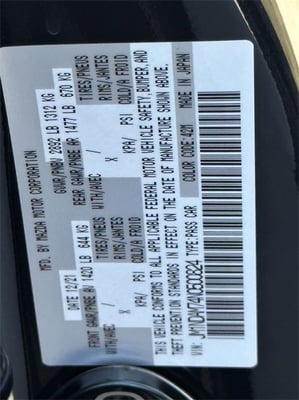 MFD. BY MAZDA MOTOR CORPORATION
12/21 GVWR/PNBV 2892 LB 1312 KG
GAWR FRONT/PNBE AV 1420 LB 644 KG REAR GAWR/PNBE AR 1477 LB 670 KG
WITH/AVEC TIRES/PNEUS WITH/AVEC TIRES/PNEUS
X RIMS/JANTES X RIMS/JANTES
KPA/ PSI COLD/A FROID KPA/ PSI COLD/A FROID
THIS VEHICLE CONFORMS TO ALL APPLICABLE FEDERAL MOTOR VEHICLE SAFETY, BUMPER, AND
THEFT PREVENTION STANDARDS IN EFFECT ON THE DATE OF MANUFACTURE SHOWN ABOVE.
VIN: JM1NDAM74N0500824 TYPE:PASS CAR VEHICLE COLOR: 42M MADE IN JAPAN